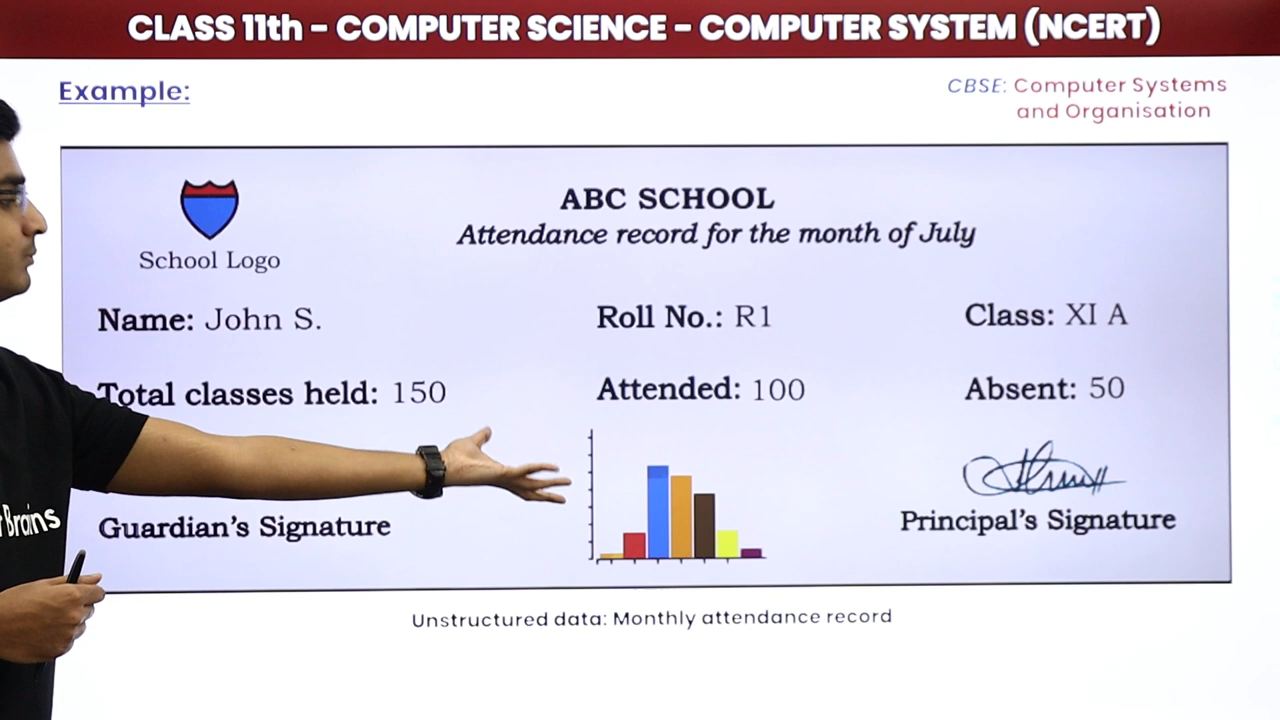 CLASS 11th - COMPUTER SCIENCE - COMPUTER SYSTEM (NCERT)
Example:
CBSE: Computer Systems
and Organisation
ABC SCHOOL
Attendance record for the month of July
School Logo
Name: John S.
Roll No.: R1
Class: XI A
Total classes held: 150
Attended: 100
Absent: 50
Brains
Guardian's Signature
Principal's Signature
Unstructured data: Monthly attendance record